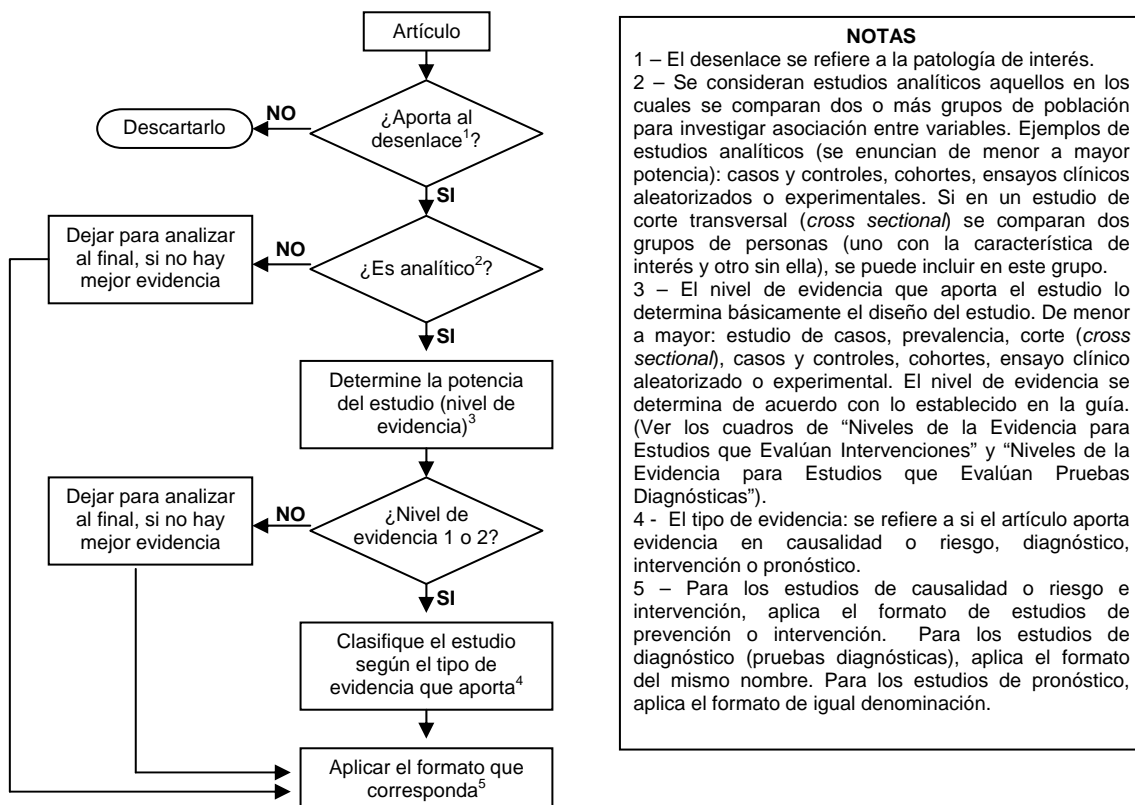 Artículo
¿Aporta al
desenlace1?
NO
Descartarlo
SI
¿Es analítico2?
NO
Dejar para analizar
al final, si no hay
mejor evidencia
SI
Determine la potencia
del estudio (nivel de
evidencia)3
¿Nivel de
evidencia 1 o 2?
NO
Dejar para analizar
al final, si no hay
mejor evidencia
SI
Clasifique el estudio
según el tipo de
evidencia que aporta4
Aplicar el formato que
corresponda5
NOTAS
1 – El desenlace se refiere a la patología de interés.
2 – Se consideran estudios analíticos aquellos en los
cuales se comparan dos o más grupos de población
para investigar asociación entre variables. Ejemplos de
estudios analíticos (se enuncian de menor a mayor
potencia): casos y controles, cohortes, ensayos clínicos
aleatorizados o experimentales. Si en un estudio de
corte transversal (cross sectional) se comparan dos
grupos de personas (uno con la característica de
interés y otro sin ella), se puede incluir en este grupo.
3 – El nivel de evidencia que aporta el estudio lo
determina básicamente el diseño del estudio. De menor
a mayor: estudio de casos, prevalencia, corte (cross
sectional), casos y controles, cohortes, ensayo clínico
aleatorizado o experimental. El nivel de evidencia se
determina de acuerdo con lo establecido en la guía.
(Ver los cuadros de “Niveles de la Evidencia para
Estudios que Evalúan Intervenciones” y “Niveles de la
Evidencia para Estudios que Evalúan Pruebas
Diagnósticas”).
4 - El tipo de evidencia: se refiere a si el artículo aporta
evidencia en causalidad o riesgo, diagnóstico,
intervención o pronóstico.
5 – Para los estudios de causalidad o riesgo e
intervención, aplica el formato de estudios de
prevención o intervención. Para los estudios de
diagnóstico (pruebas diagnósticas), aplica el formato
del mismo nombre. Para los estudios de pronóstico,
aplica el formato de igual denominación.